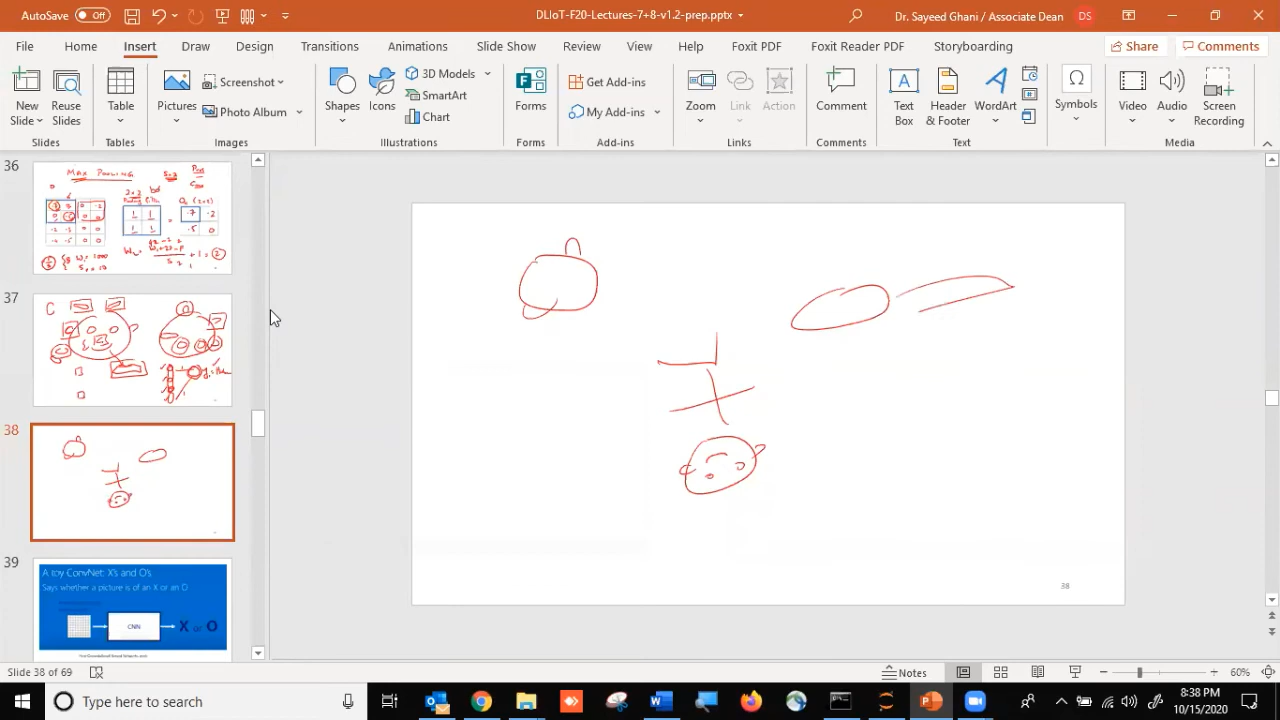 AutoSave Off
DLIoT-F20-Lectures-7+8-v1.2-prep.pptx
Dr. Sayeed Ghani / Associate Dean DS
File Home Insert Draw Design Transitions Animations Slide Show Review View Help Foxit PDF Foxit Reader PDF Storyboarding Share Comments
New Slide
Reuse Slides
Table
Pictures
Screenshot
Photo Album
Shapes
Icons
3D Models
SmartArt
Chart
Forms
Get Add-ins
My Add-ins
Zoom
Link
Action
Comment
Text Box
Header & Footer
WordArt
Symbols
Video
Audio
Screen Recording
Slides Tables Images Illustrations Forms Add-ins Links Comments Text Media
36
Max Pooling
37
38
39
A toy ConvNet: X's and O's
Says whether a picture is of an X or an O
CNN
X or O
38
Slide 38 of 69
Notes
60%
Type here to search
8:38 PM
10/15/2020